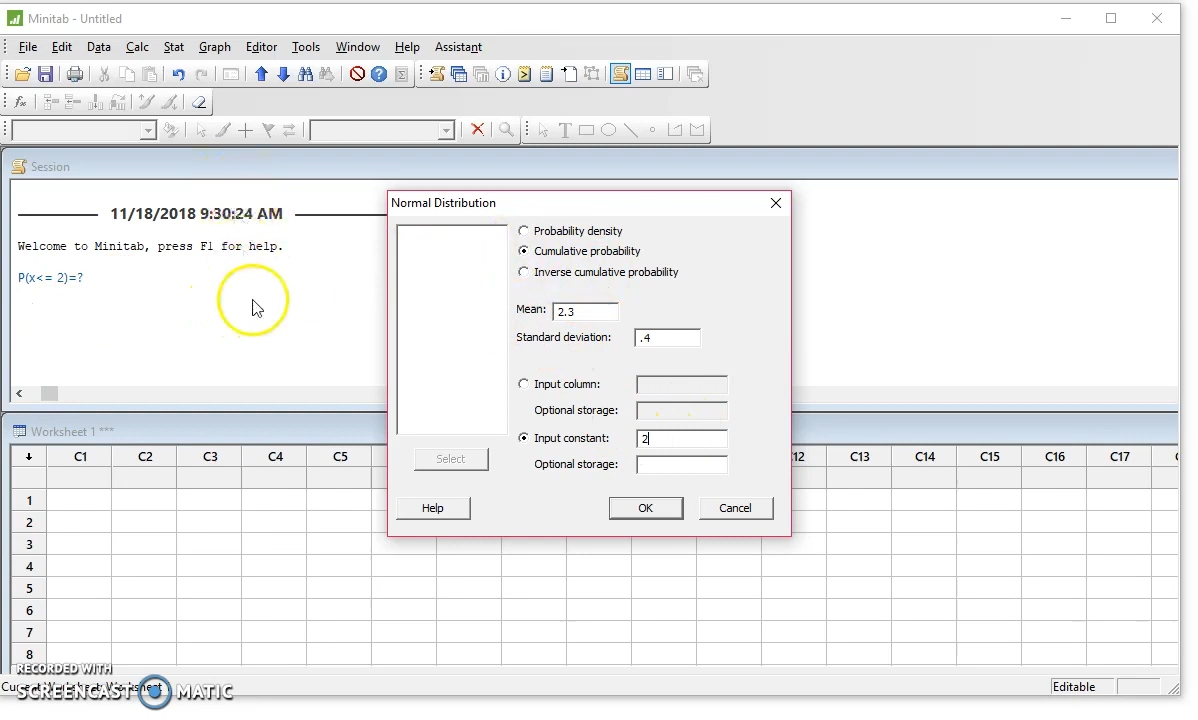 Minitab - Untitled
File Edit Data Calc Stat Graph Editor Tools Window Help Assistant
Session
11/18/2018 9:30:24 AM
Welcome to Minitab, press F1 for help.
P(x<= 2)=?
Normal Distribution
Probability density
Cumulative probability
Inverse cumulative probability
Mean: 2.3
Standard deviation: .4
Input column:
Optional storage:
Input constant: 2
Optional storage:
Select
Help OK Cancel
Worksheet 1 ***
C1 C2 C3 C4 C5 12 C13 C14 C15 C16 C17
1
2
3
4
5
6
7
8
RECORDED WITH
SCREENCAST MATIC
Editable